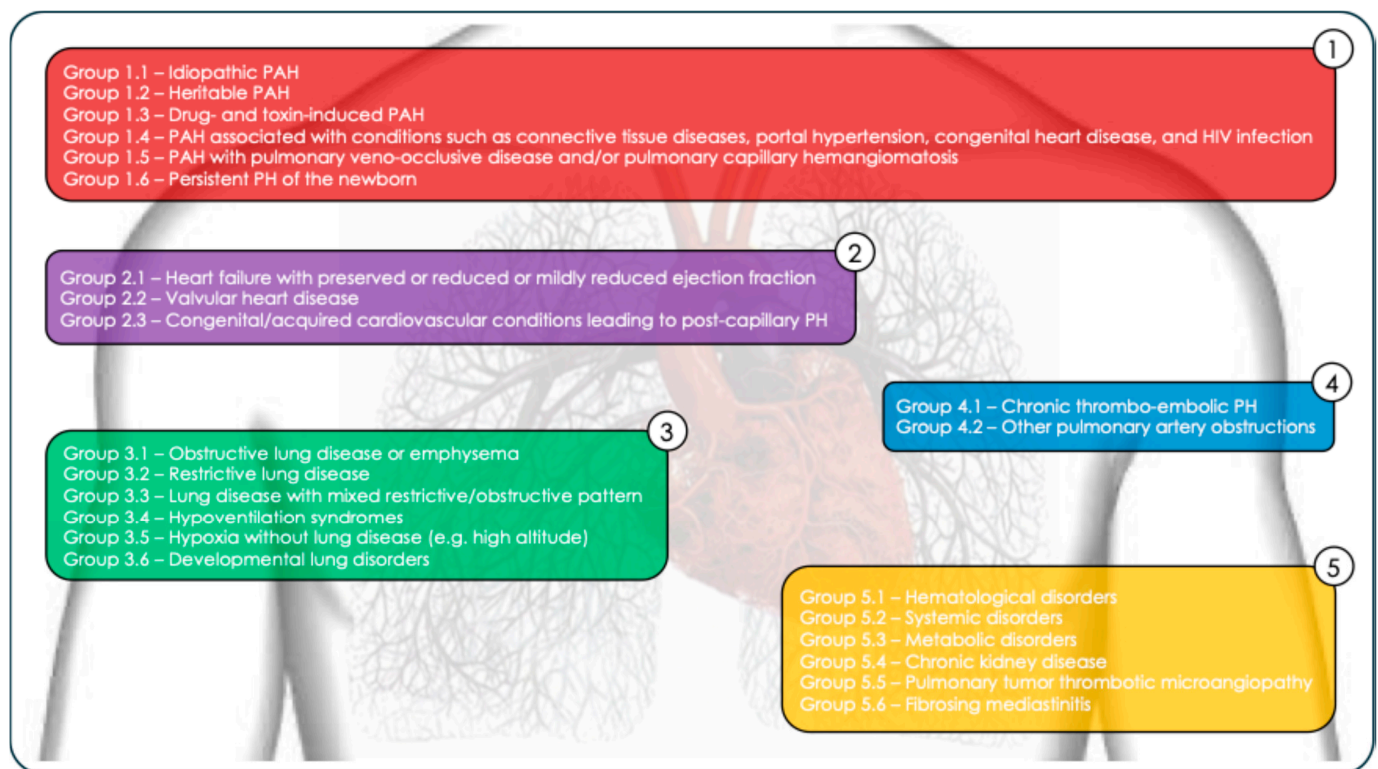 1
Group 1.1 – Idiopathic PAH
Group 1.2 – Heritable PAH
Group 1.3 – Drug- and toxin-induced PAH
Group 1.4 – PAH associated with conditions such as connective tissue diseases, portal hypertension, congenital heart disease, and HIV infection
Group 1.5 – PAH with pulmonary veno-occlusive disease and/or pulmonary capillary hemangiomatosis
Group 1.6 – Persistent PH of the newborn
2
Group 2.1 – Heart failure with preserved or reduced or mildly reduced ejection fraction
Group 2.2 – Valvular heart disease
Group 2.3 – Congenital/acquired cardiovascular conditions leading to post-capillary PH
3
Group 3.1 – Obstructive lung disease or emphysema
Group 3.2 – Restrictive lung disease
Group 3.3 – Lung disease with mixed restrictive/obstructive pattern
Group 3.4 – Hypoventilation syndromes
Group 3.5 – Hypoxia without lung disease (e.g. high altitude)
Group 3.6 – Developmental lung disorders
4
Group 4.1 – Chronic thrombo-embolic PH
Group 4.2 – Other pulmonary artery obstructions
5
Group 5.1 – Hematological disorders
Group 5.2 – Systemic disorders
Group 5.3 – Metabolic disorders
Group 5.4 – Chronic kidney disease
Group 5.5 – Pulmonary tumor thrombotic microangiopathy
Group 5.6 – Fibrosing mediastinitis